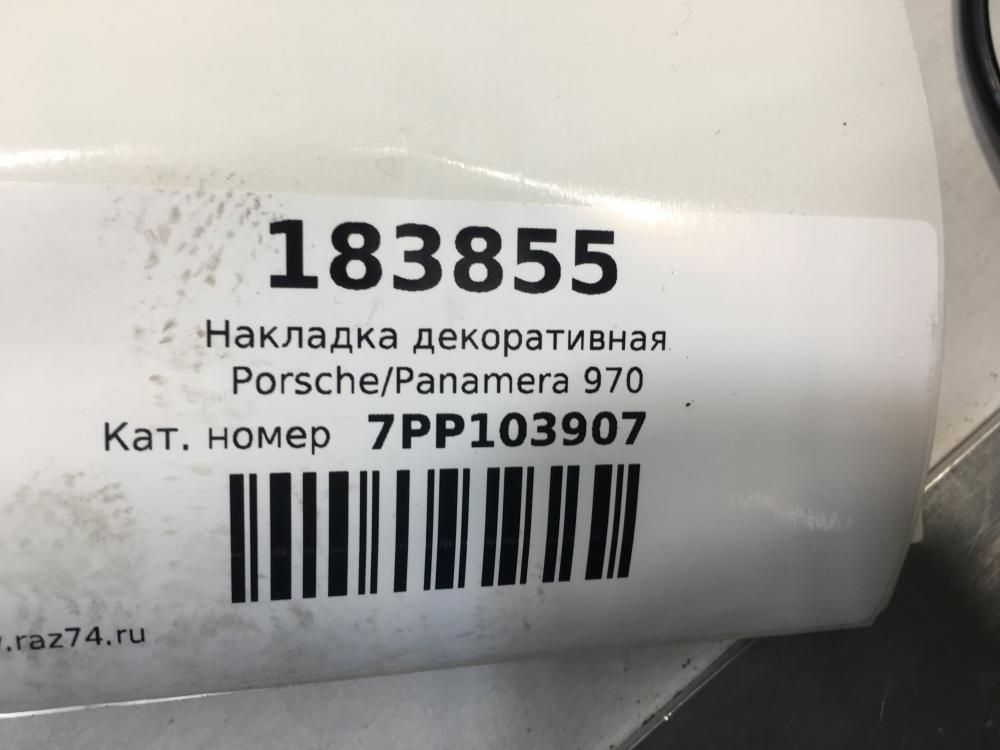 183855
Накладка декоративная
Porsche/Panamera 970
Кат. номер 7PP103907
.raz74.ru